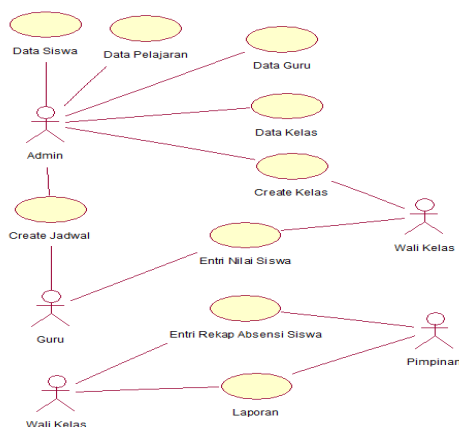 Data Siswa
Data Pelajaran
Data Guru
Data Kelas
Admin
Create Kelas
Create Jadwal
Wali Kelas
Entri Nilai Siswa
Entri Rekap Absensi Siswa
Guru
Pimpinan
Laporan
Wali Kelas